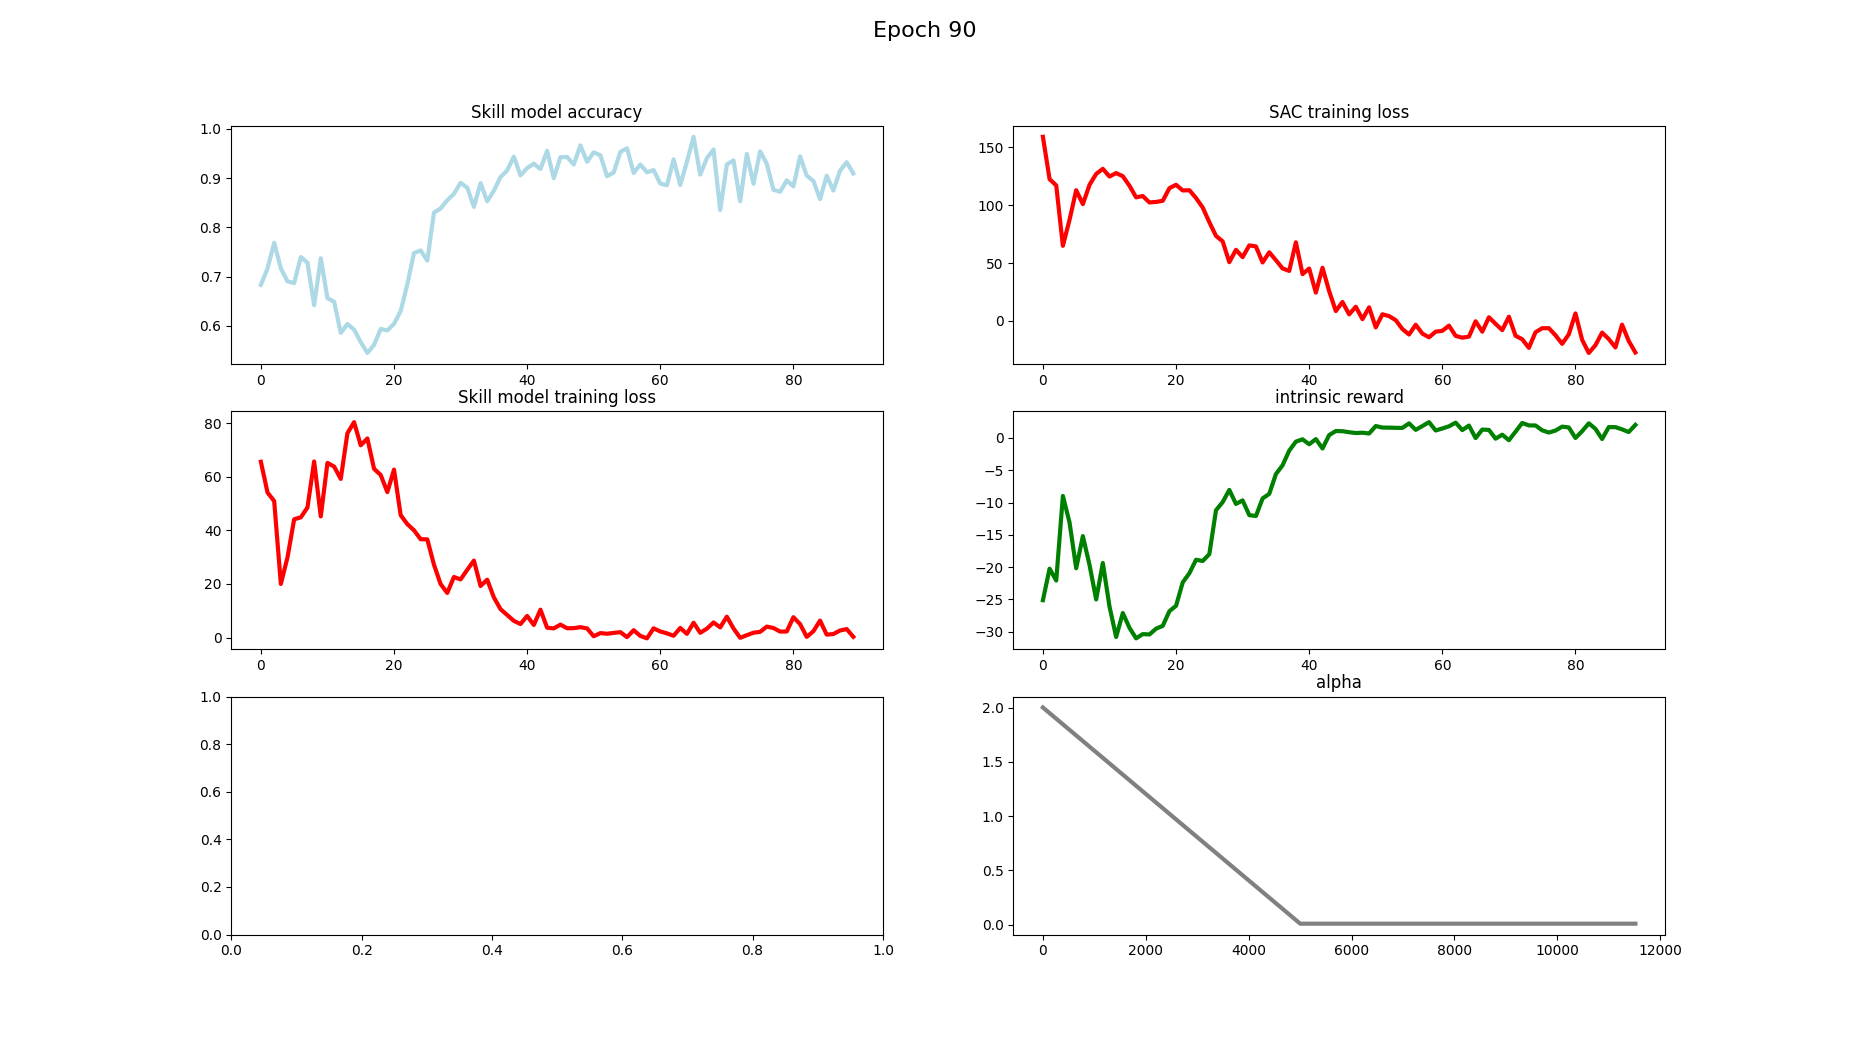 Epoch 90
Skill model accuracy
1.0
0.9
0.8
0.7
0.6
0 20 40 60 80
SAC training loss
150
100
50
0
0 20 40 60 80
Skill model training loss
80
60
40
20
0
0 20 40 60 80
intrinsic reward
0
−5
−10
−15
−20
−25
−30
0 20 40 60 80
1.0
0.8
0.6
0.4
0.2
0.0
0.0 0.2 0.4 0.6 0.8 1.0
alpha
2.0
1.5
1.0
0.5
0.0
0 2000 4000 6000 8000 10000 12000